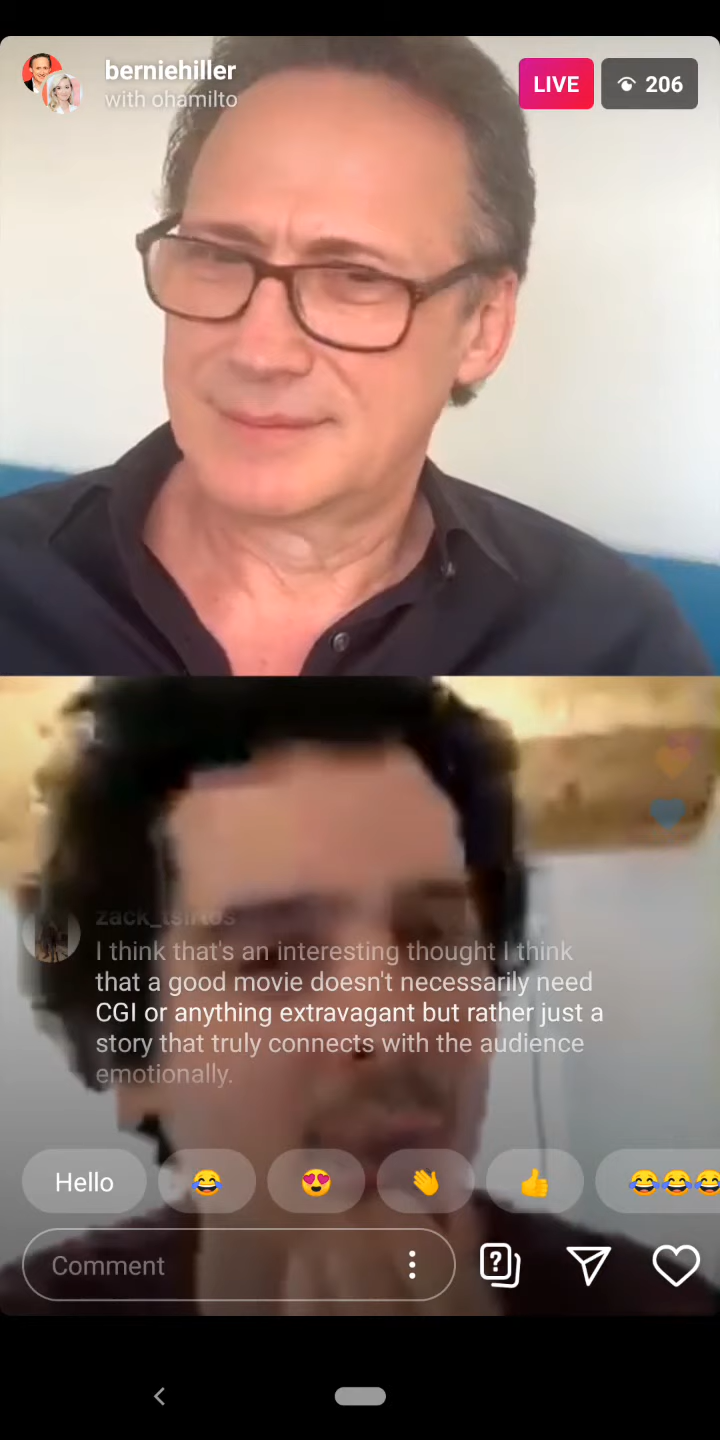 berniehiller
with ohamilto
LIVE
206
zack_tsirtos
I think that's an interesting thought I think
that a good movie doesn't necessarily need
CGI or anything extravagant but rather just a
story that truly connects with the audience
emotionally.
Hello
Comment
?